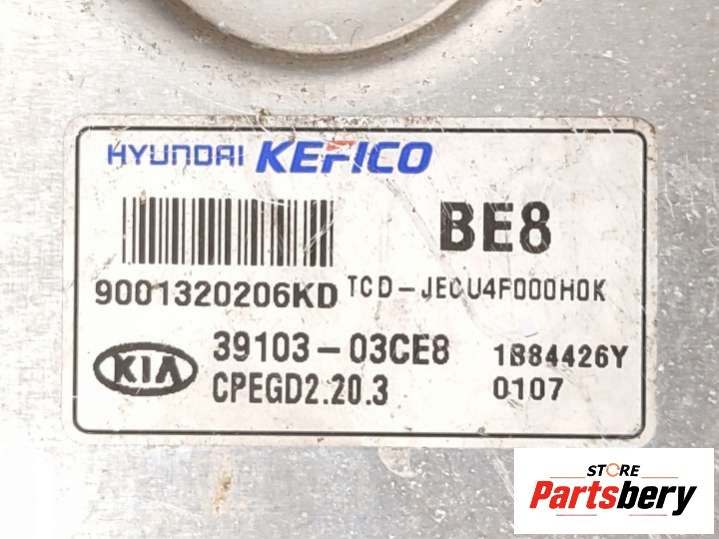 HYUNDAI KEFICO
BE8
9001320206KD TCD-JECU4F000H0K
KIA 39103-03CE8 1B84426Y
CPEGD2.20.3 0107
STORE
Partsbery